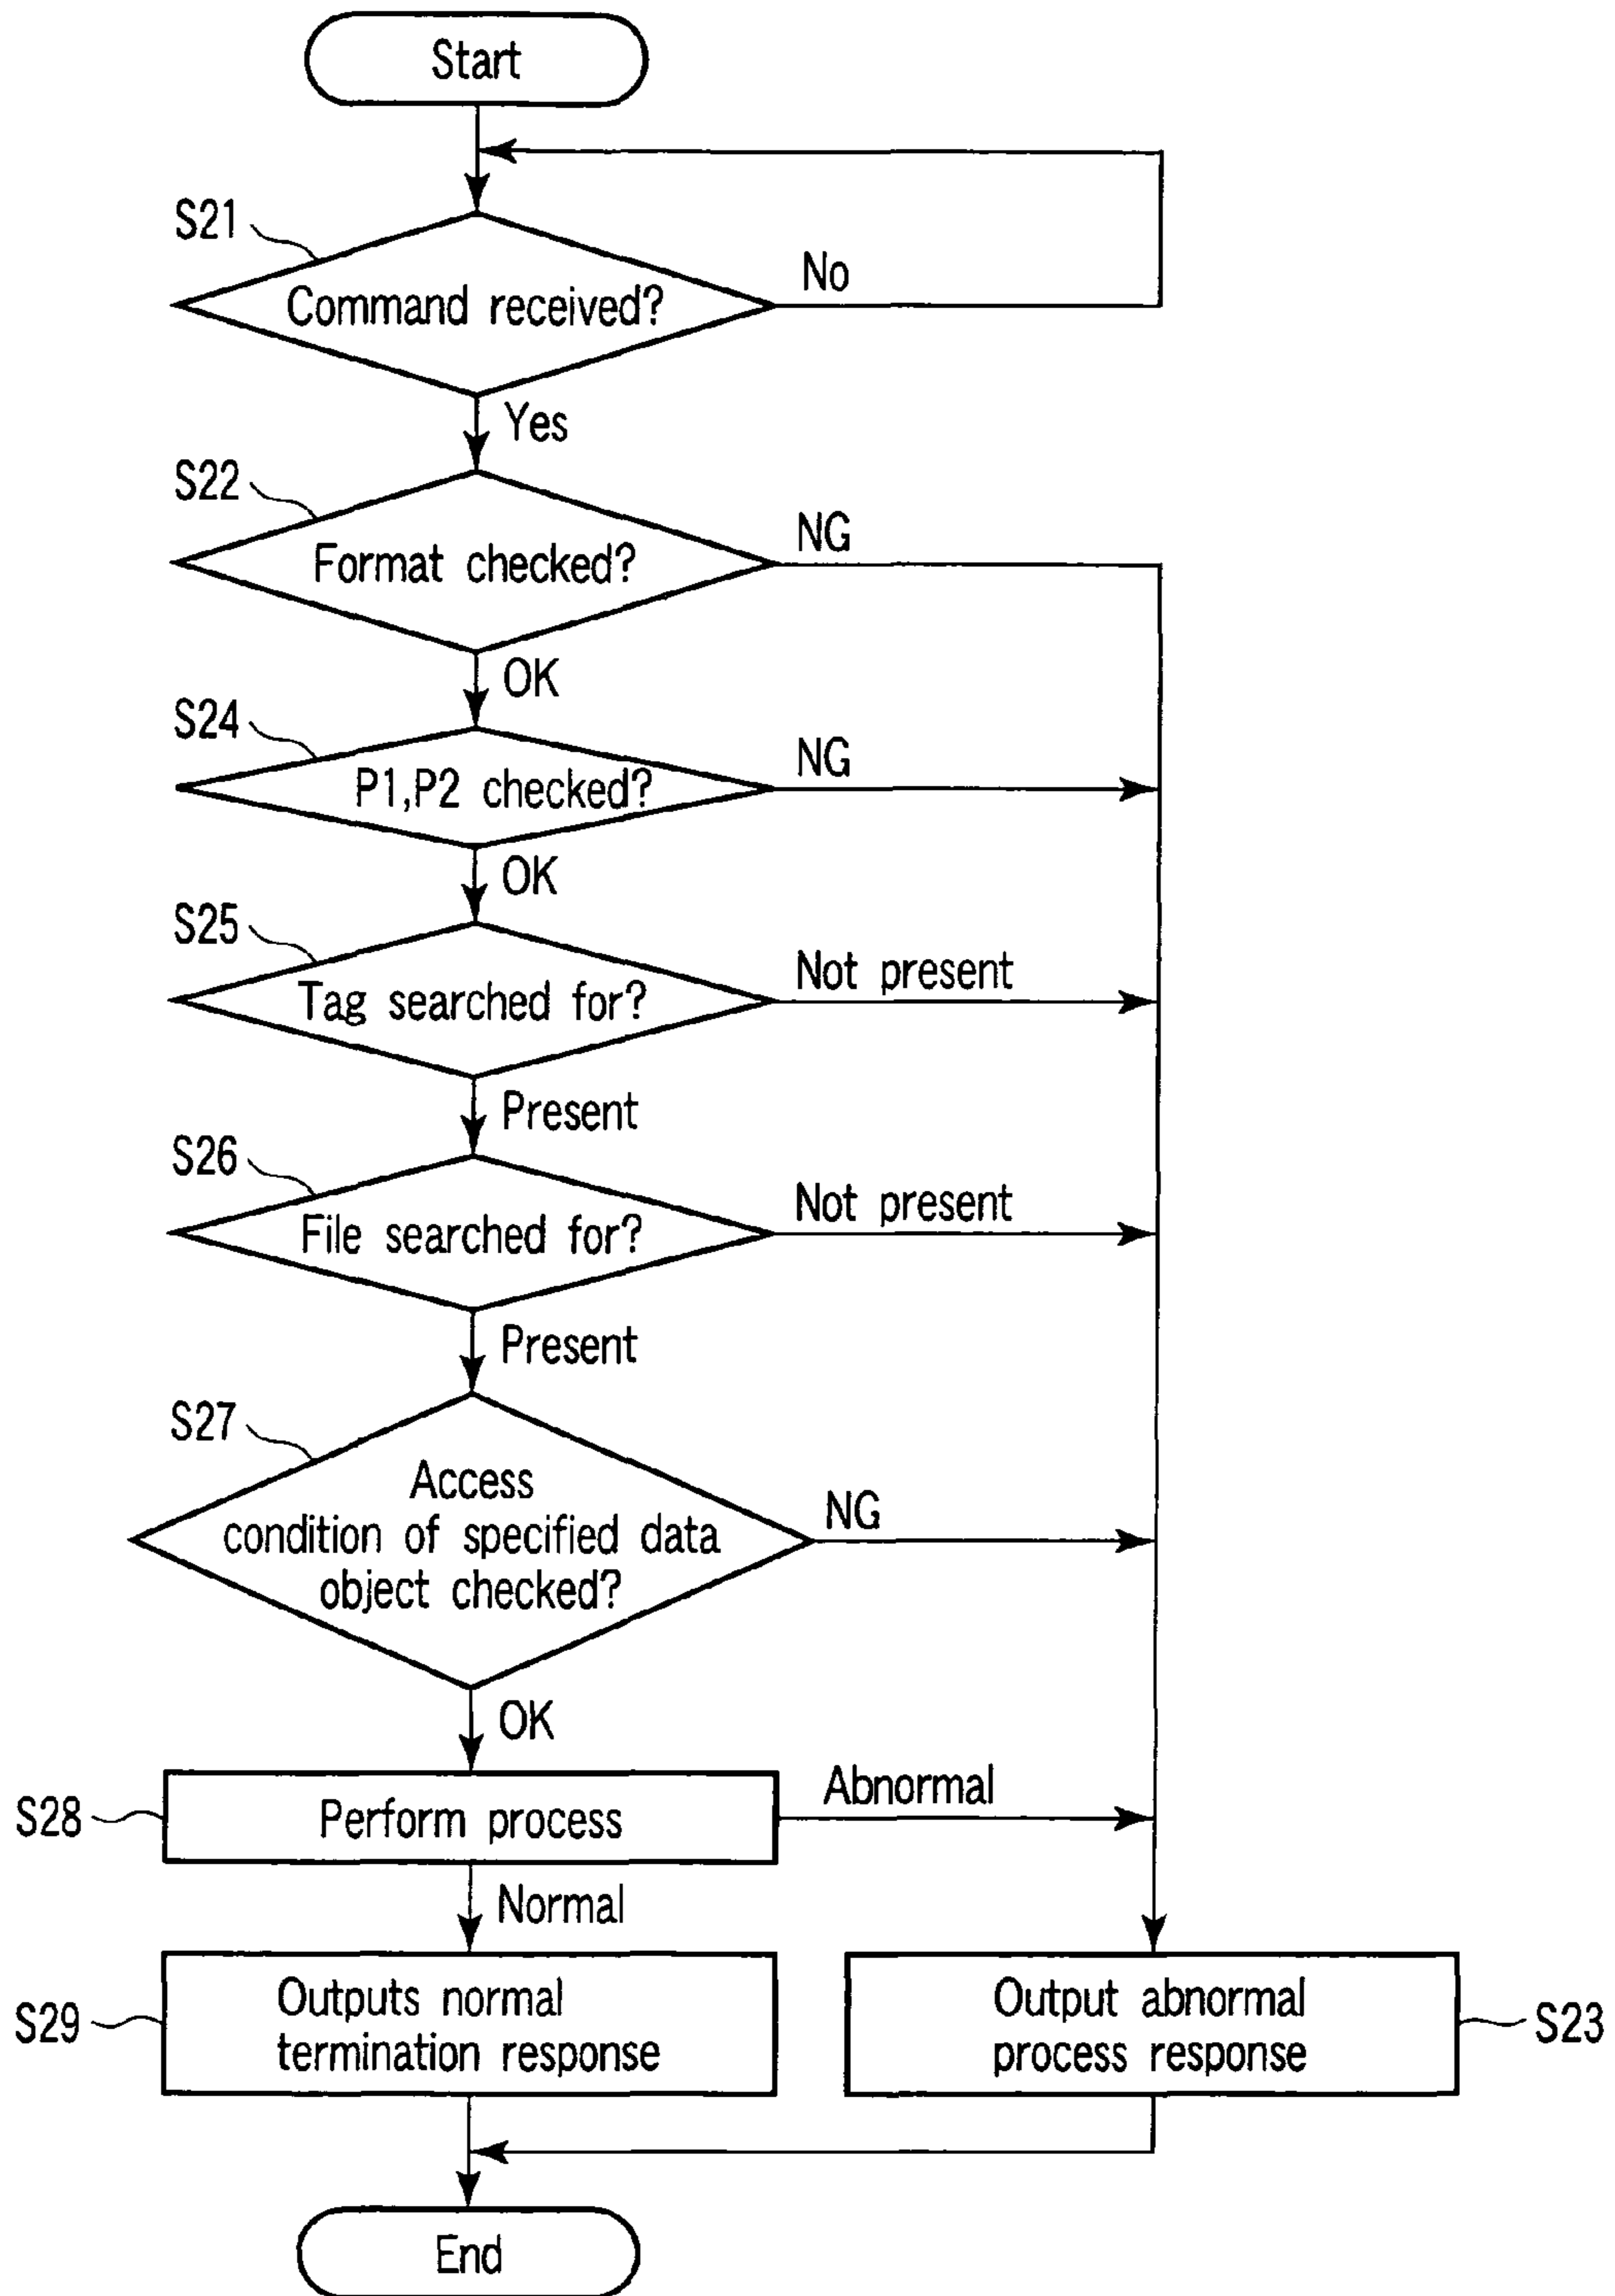 Start
S21
Command received?
No
Yes
S22
Format checked?
NG
OK
S24
P1,P2 checked?
NG
OK
S25
Tag searched for?
Not present
Present
S26
File searched for?
Not present
Present
S27
Access
condition of specified data
object checked?
NG
OK
S28
Perform process
Abnormal
Normal
S29
Outputs normal
termination response
Output abnormal
process response
S23
End